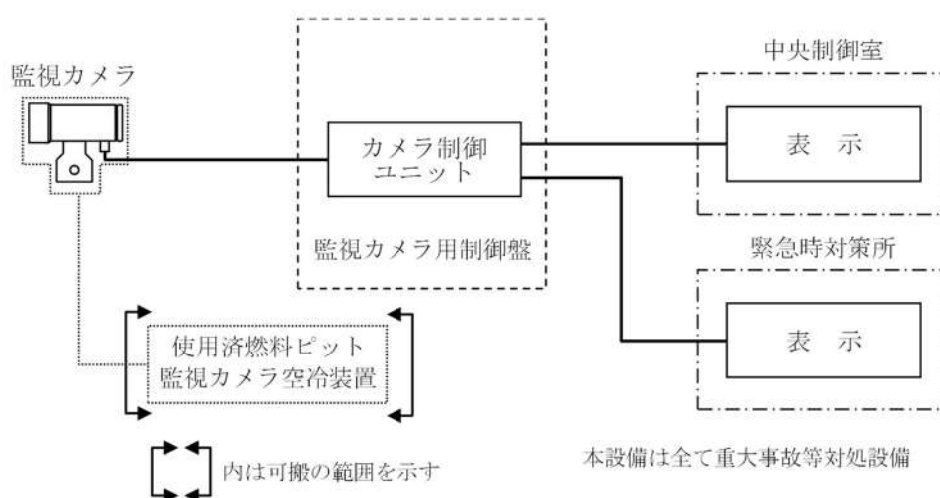 中央制御室
監視カメラ
カメラ制御
ユニット
表 示
監視カメラ用制御盤
緊急時対策所
表 示
使用済燃料ピット
監視カメラ空冷装置
内は可搬の範囲を示す
本設備は全て重大事故等対処設備